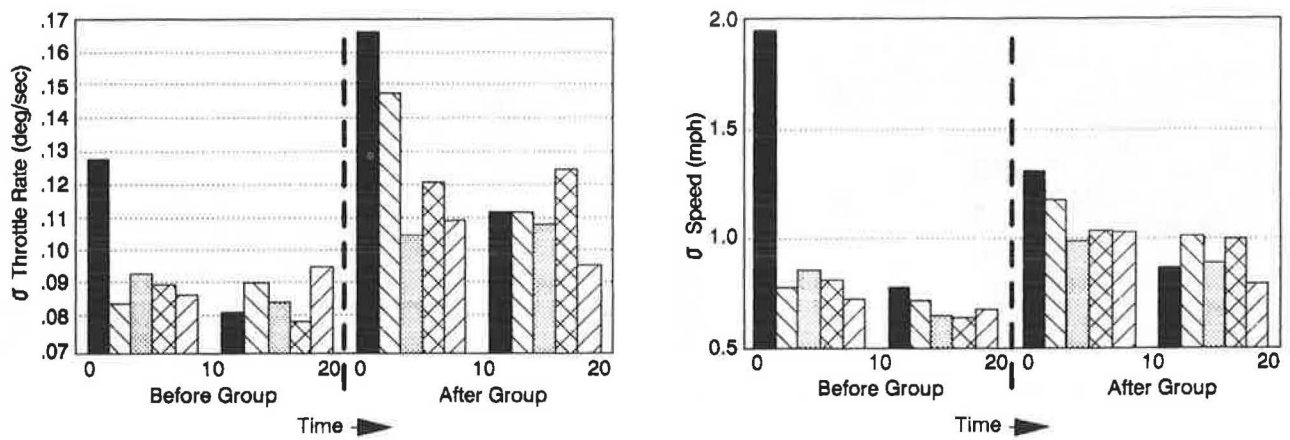 .17
.16
.15
.14
.13
.12
.11
.10
.09
.08
.07
σ Throttle Rate (deg/sec)
0 10 20 0 10 20
Before Group After Group
Time
2.0
1.5
1.0
0.5
σ Speed (mph)
0 10 20 0 10 20
Before Group After Group
Time